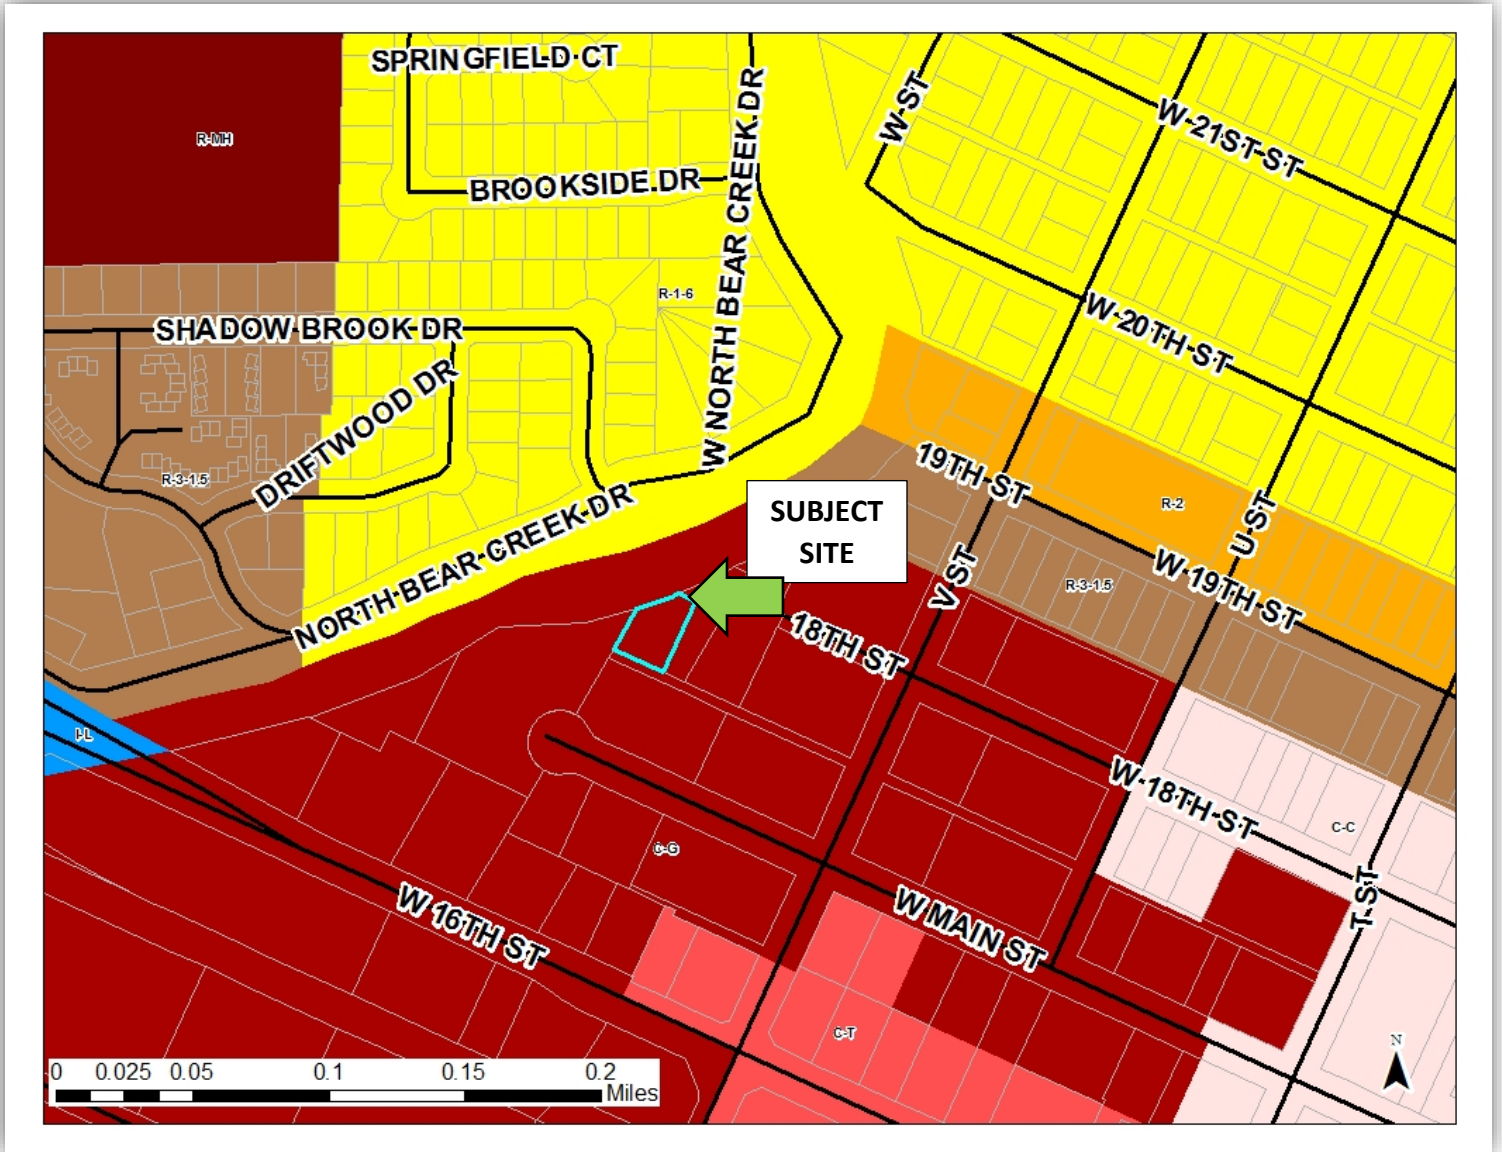 SPRINGFIELD CT
W NORTH BEAR CREEK DR
W ST
W 21ST ST
R-MH
BROOKSIDE DR
R-1-6
SHADOW BROOK DR
W 20TH ST
DRIFTWOOD DR
19TH ST
R-3-1.5
R-2
U ST
NORTH BEAR CREEK DR
SUBJECT
SITE
V ST
R-3-1.5
W 19TH ST
18TH ST
I-L
W 18TH ST
C-C
C-G
T ST
W 16TH ST
W MAIN ST
C-T
N
0 0.025 0.05 0.1 0.15 0.2
Miles